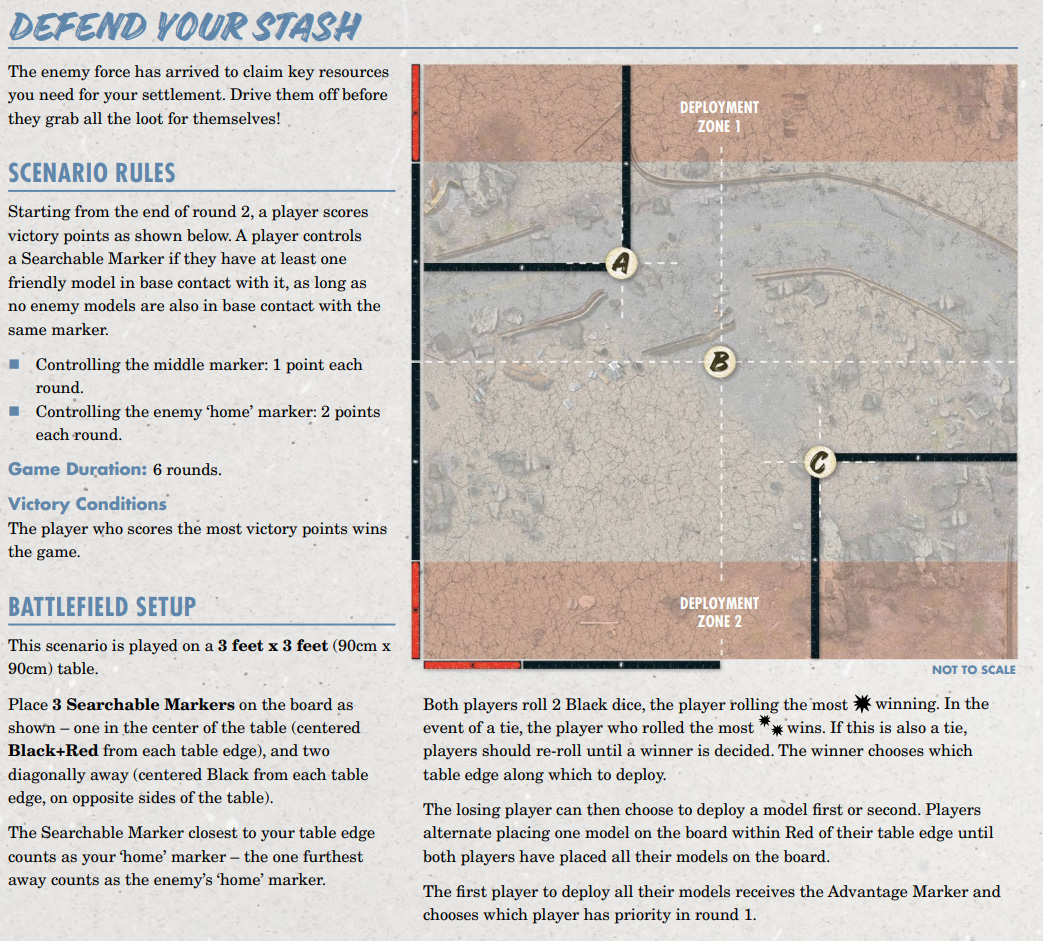 DEFEND YOUR STASH
The enemy force has arrived to claim key resources
you need for your settlement. Drive them off before
they grab all the loot for themselves!
SCENARIO RULES
Starting from the end of round 2, a player scores
victory points as shown below. A player controls
a Searchable Marker if they have at least one
friendly model in base contact with it, as long as
no enemy models are also in base contact with the
same marker.
■ Controlling the middle marker: 1 point each
round.
■ Controlling the enemy ‘home’ marker: 2 points
each round.
Game Duration: 6 rounds.
Victory Conditions
The player who scores the most victory points wins
the game.
BATTLEFIELD SETUP
This scenario is played on a 3 feet x 3 feet (90cm x
90cm) table.
Place 3 Searchable Markers on the board as
shown – one in the center of the table (centered
Black+Red from each table edge), and two
diagonally away (centered Black from each table
edge, on opposite sides of the table).
The Searchable Marker closest to your table edge
counts as your ‘home’ marker – the one furthest
away counts as the enemy’s ‘home’ marker.
DEPLOYMENT
ZONE 1
A
B
C
DEPLOYMENT
ZONE 2
NOT TO SCALE
Both players roll 2 Black dice, the player rolling the most winning. In the
event of a tie, the player who rolled the most wins. If this is also a tie,
players should re-roll until a winner is decided. The winner chooses which
table edge along which to deploy.
The losing player can then choose to deploy a model first or second. Players
alternate placing one model on the board within Red of their table edge until
both players have placed all their models on the board.
The first player to deploy all their models receives the Advantage Marker and
chooses which player has priority in round 1.